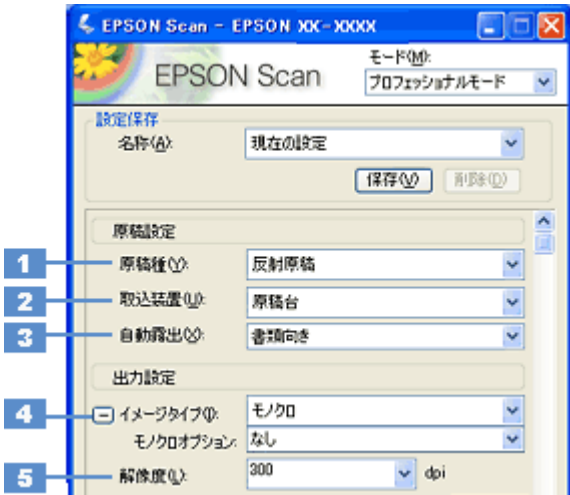 EPSON Scan - EPSON XX-XXXX
EPSON Scan
モード(M):
プロフェッショナルモード
設定保存
名称(A):
現在の設定
保存(V)
削除(D)
原稿設定
1 原稿種(Y): 反射原稿
2 取込装置(U): 原稿台
3 自動露出(X): 書類向き
出力設定
4 イメージタイプ(I): モノクロ
モノクロオプション: なし
5 解像度(L): 300 dpi